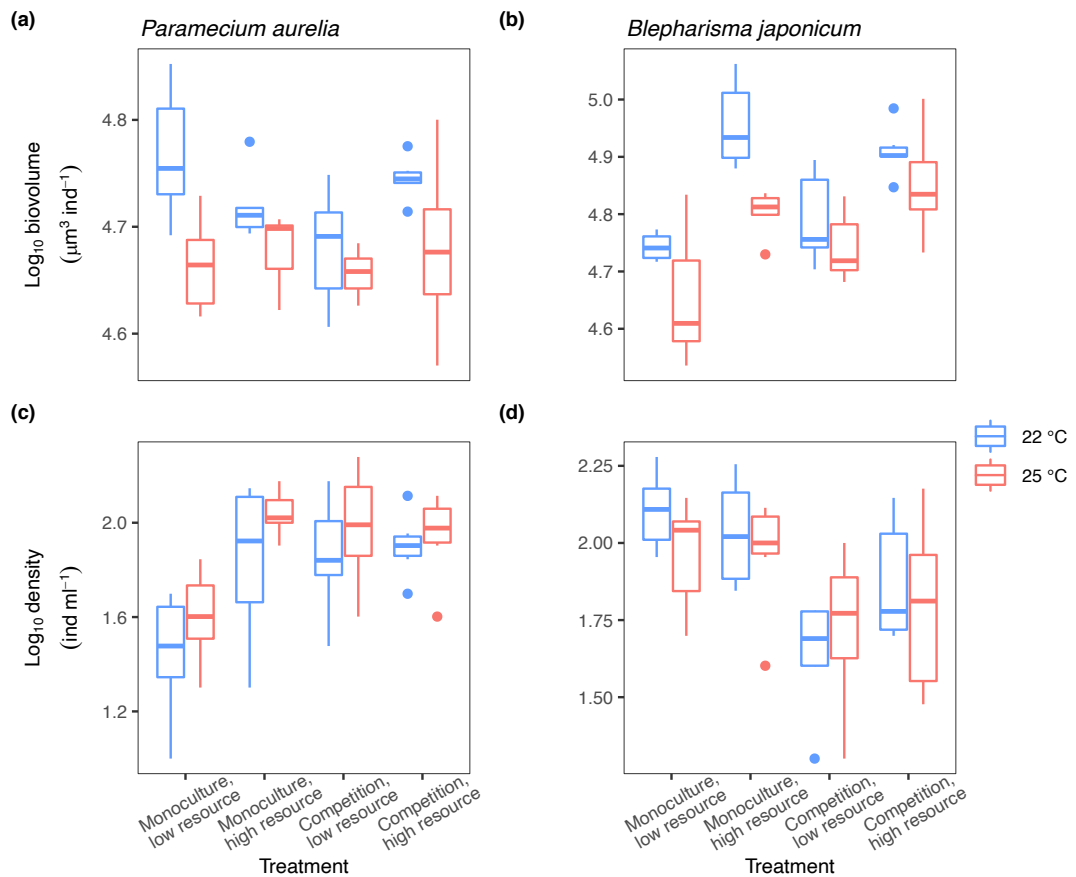 (a)
Paramecium aurelia
(b)
Blepharisma japonicum
Log₁₀ biovolume
(μm³ ind⁻¹)
4.8
4.7
4.6
5.0
4.9
4.8
4.7
4.6
(c)
(d)
Log₁₀ density
(ind ml⁻¹)
2.0
1.6
1.2
2.25
2.00
1.75
1.50
22 °C
25 °C
Monoculture,
low resource
Monoculture,
high resource
Competition,
low resource
Competition,
high resource
Treatment
Monoculture,
low resource
Monoculture,
high resource
Competition,
low resource
Competition,
high resource
Treatment